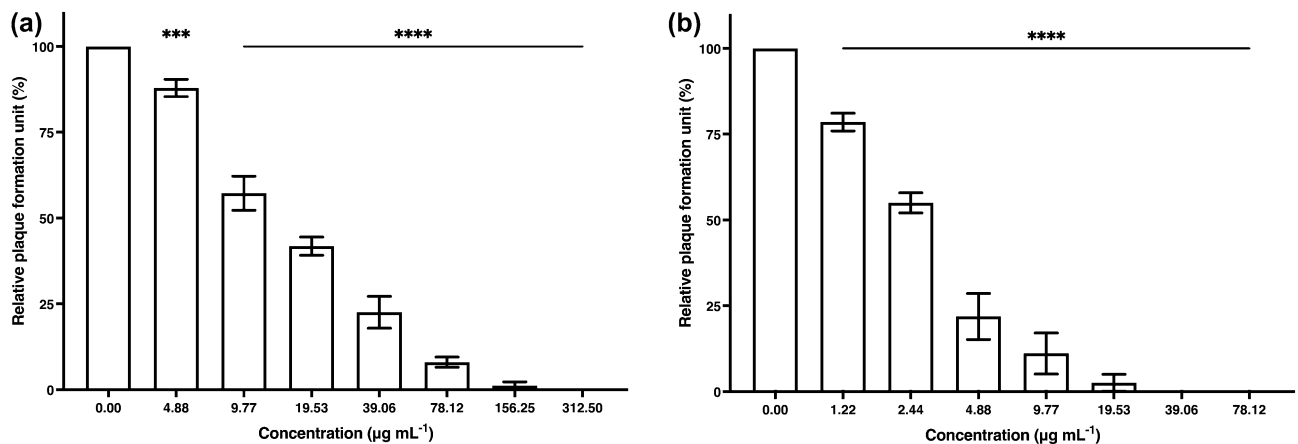 (a)
*** ****
Relative plaque formation unit (%)
100
75
50
25
0
0.00 4.88 9.77 19.53 39.06 78.12 156.25 312.50
Concentration (µg mL⁻¹)
(b)
****
Relative plaque formation unit (%)
100
75
50
25
0
0.00 1.22 2.44 4.88 9.77 19.53 39.06 78.12
Concentration (µg mL⁻¹)